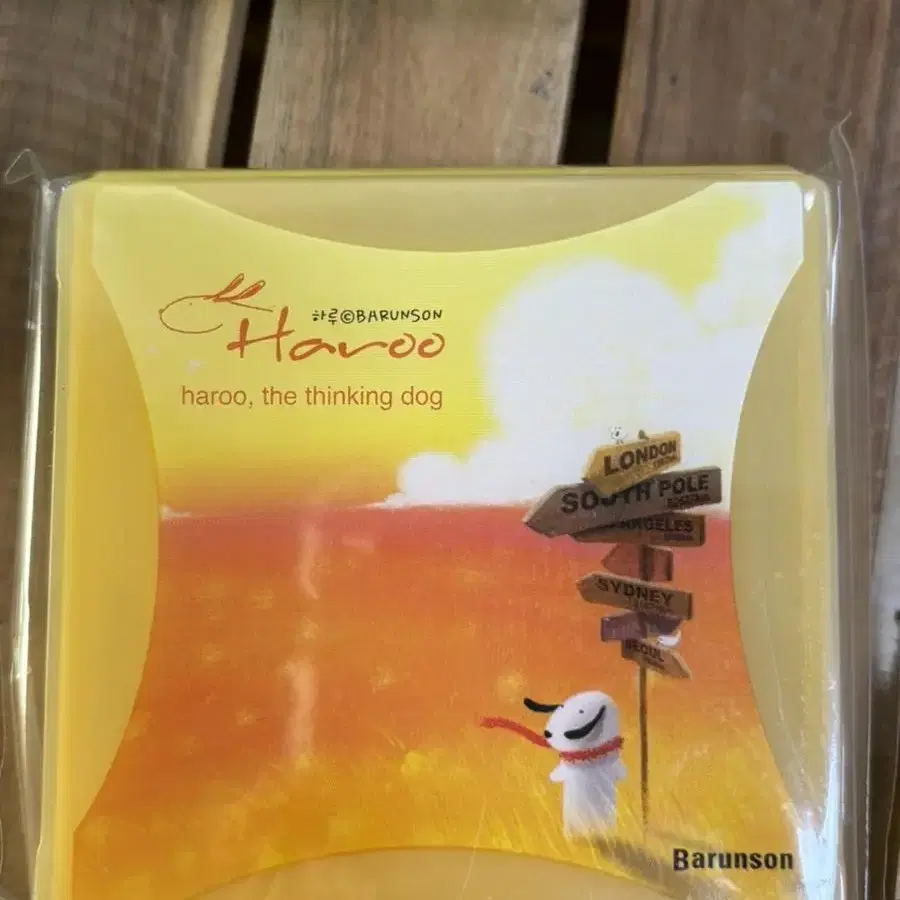 하루©BARUNSON
Haroo
haroo, the thinking dog
LONDON
SOUTH POLE
ANGELES
SYDNEY
SEOUL
Barunson